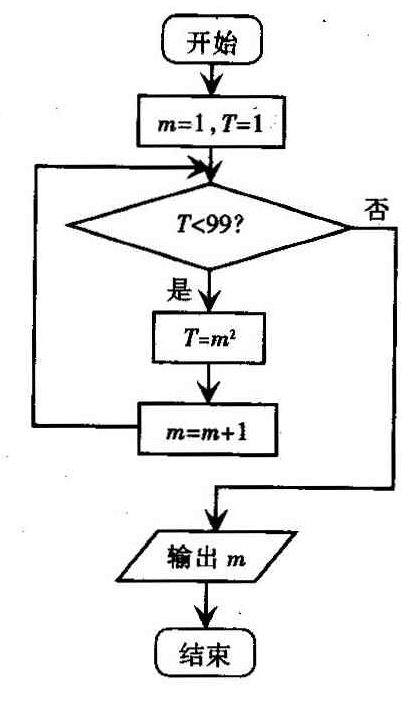 开始
m=1,T=1
T<99?
否
是
T=m²
m=m+1
输出 m
结束